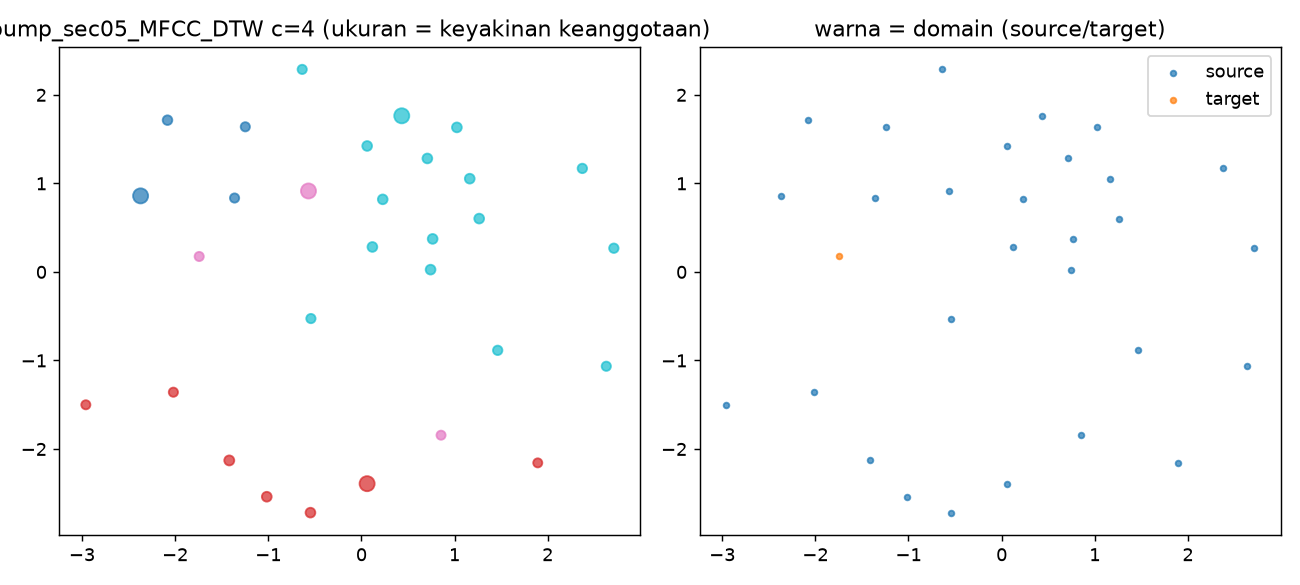 pump_sec05_MFCC_DTW c=4 (ukuran = keyakinan keanggotaan)
warna = domain (source/target)
source
target
2
1
0
−1
−2
−3 −2 −1 0 1 2
2
1
0
−1
−2
−3 −2 −1 0 1 2